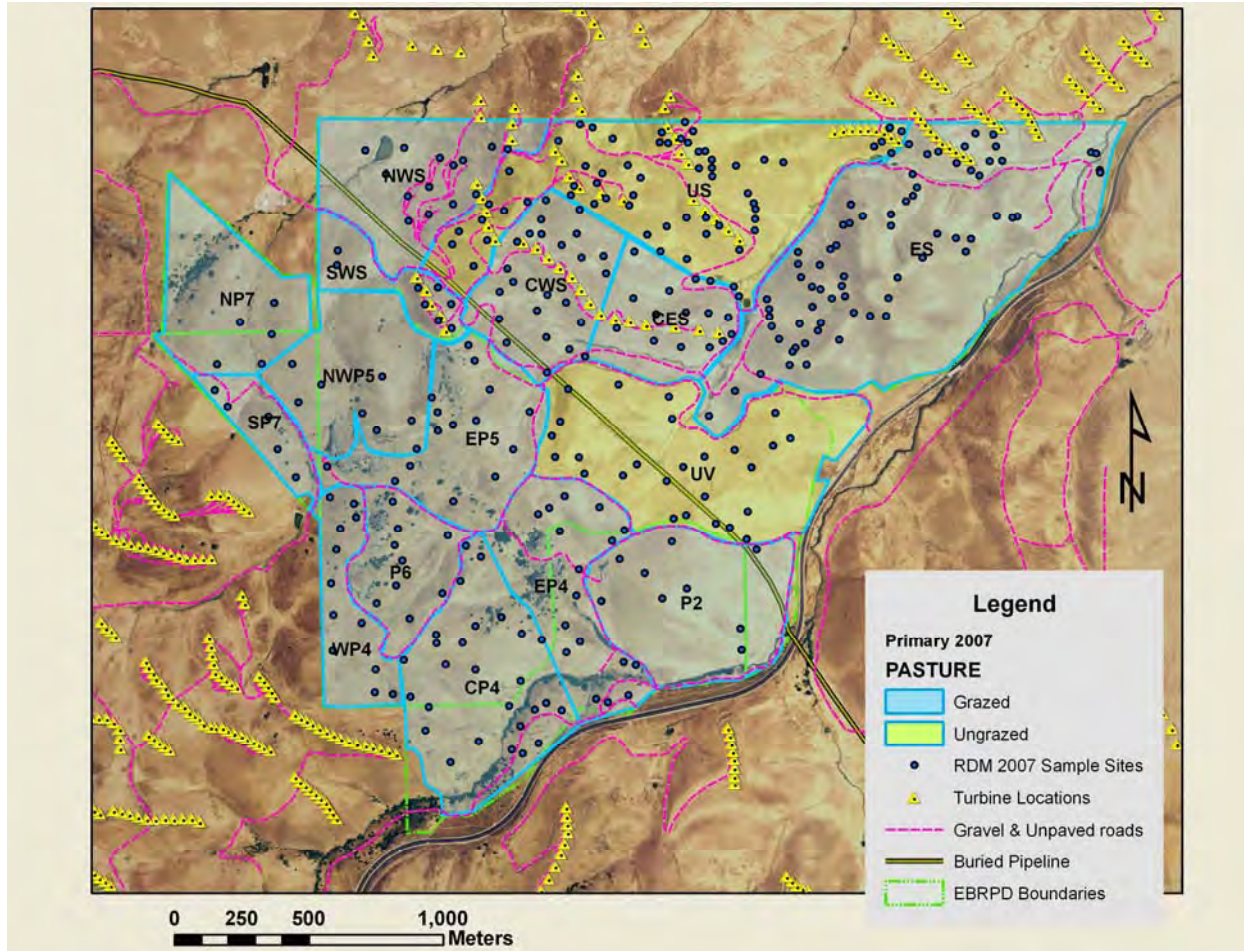 NWS
US
ES
SWS
CWS
NP7
CES
NWP5
SP7
EP5
UV
P6
EP4
P2
WP4
CP4
N
Legend
Primary 2007
PASTURE
Grazed
Ungrazed
RDM 2007 Sample Sites
Turbine Locations
Gravel & Unpaved roads
Buried Pipeline
EBRPD Boundaries
0 250 500 1,000
Meters